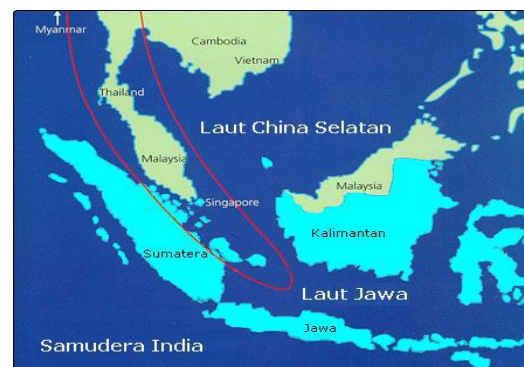 Myanmar
Cambodia
Vietnam
Thailand
Laut China Selatan
Malaysia
Malaysia
Singapore
Kalimantan
Sumatera
Laut Jawa
Jawa
Samudera India